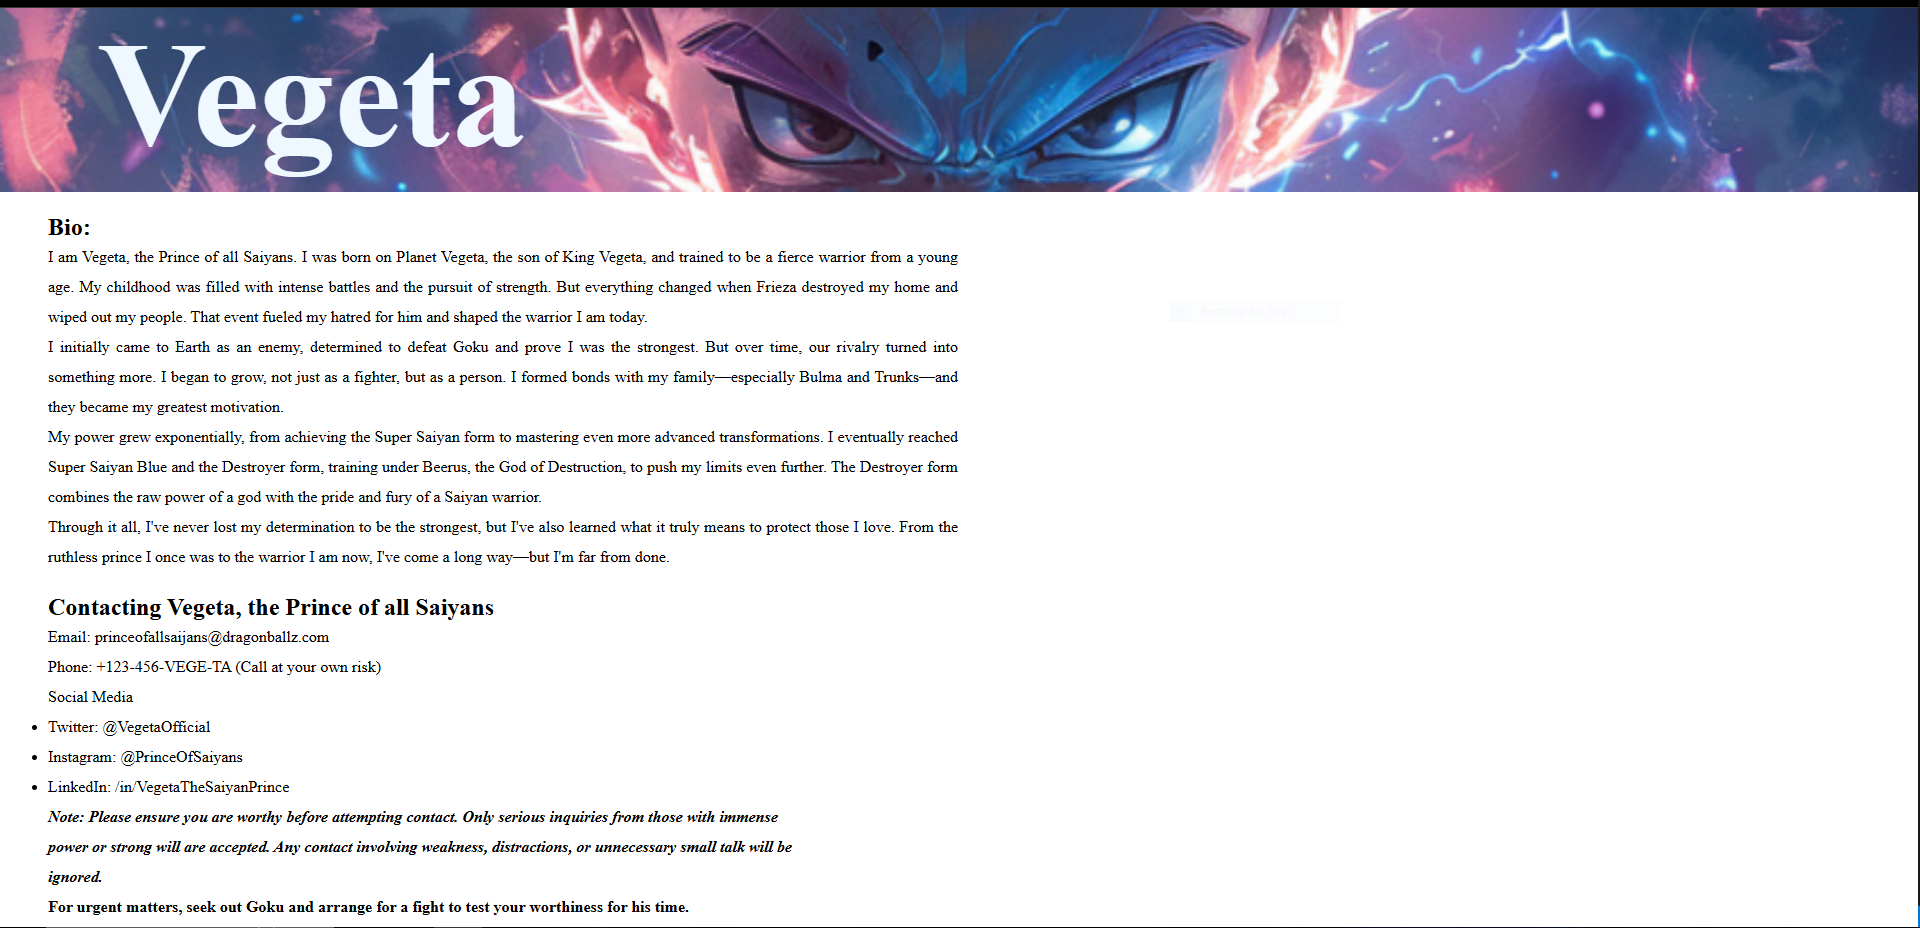 Vegeta
Bio:
I am Vegeta, the Prince of all Saiyans. I was born on Planet Vegeta, the son of King Vegeta, and trained to be a fierce warrior from a young
age. My childhood was filled with intense battles and the pursuit of strength. But everything changed when Frieza destroyed my home and
wiped out my people. That event fueled my hatred for him and shaped the warrior I am today.
I initially came to Earth as an enemy, determined to defeat Goku and prove I was the strongest. But over time, our rivalry turned into
something more. I began to grow, not just as a fighter, but as a person. I formed bonds with my family—especially Bulma and Trunks—and
they became my greatest motivation.
My power grew exponentially, from achieving the Super Saiyan form to mastering even more advanced transformations. I eventually reached
Super Saiyan Blue and the Destroyer form, training under Beerus, the God of Destruction, to push my limits even further. The Destroyer form
combines the raw power of a god with the pride and fury of a Saiyan warrior.
Through it all, I've never lost my determination to be the strongest, but I've also learned what it truly means to protect those I love. From the
ruthless prince I once was to the warrior I am now, I've come a long way—but I'm far from done.
Contacting Vegeta, the Prince of all Saiyans
Email: princeofallsaijans@dragonballz.com
Phone: +123-456-VEGE-TA (Call at your own risk)
Social Media
• Twitter: @VegetaOfficial
• Instagram: @PrinceOfSaiyans
• LinkedIn: /in/VegetaTheSaiyanPrince
Note: Please ensure you are worthy before attempting contact. Only serious inquiries from those with immense
power or strong will are accepted. Any contact involving weakness, distractions, or unnecessary small talk will be
ignored.
For urgent matters, seek out Goku and arrange for a fight to test your worthiness for his time.